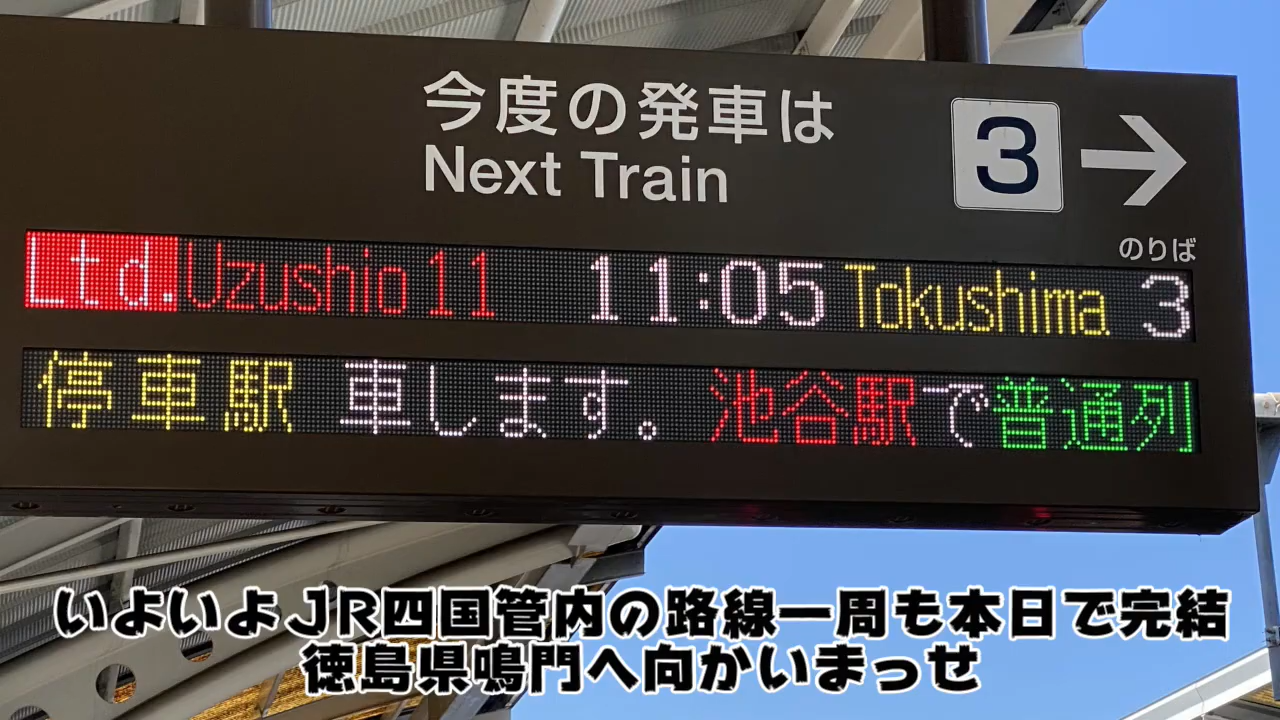 今度の発車は
Next Train
3
のりば
Ltd. Uzushio 11 11:05 Tokushima 3
停車駅 車します。池谷駅で普通列
いよいよJR四国管内の路線一周も本日で完結
徳島県鳴門へ向かいまっせ